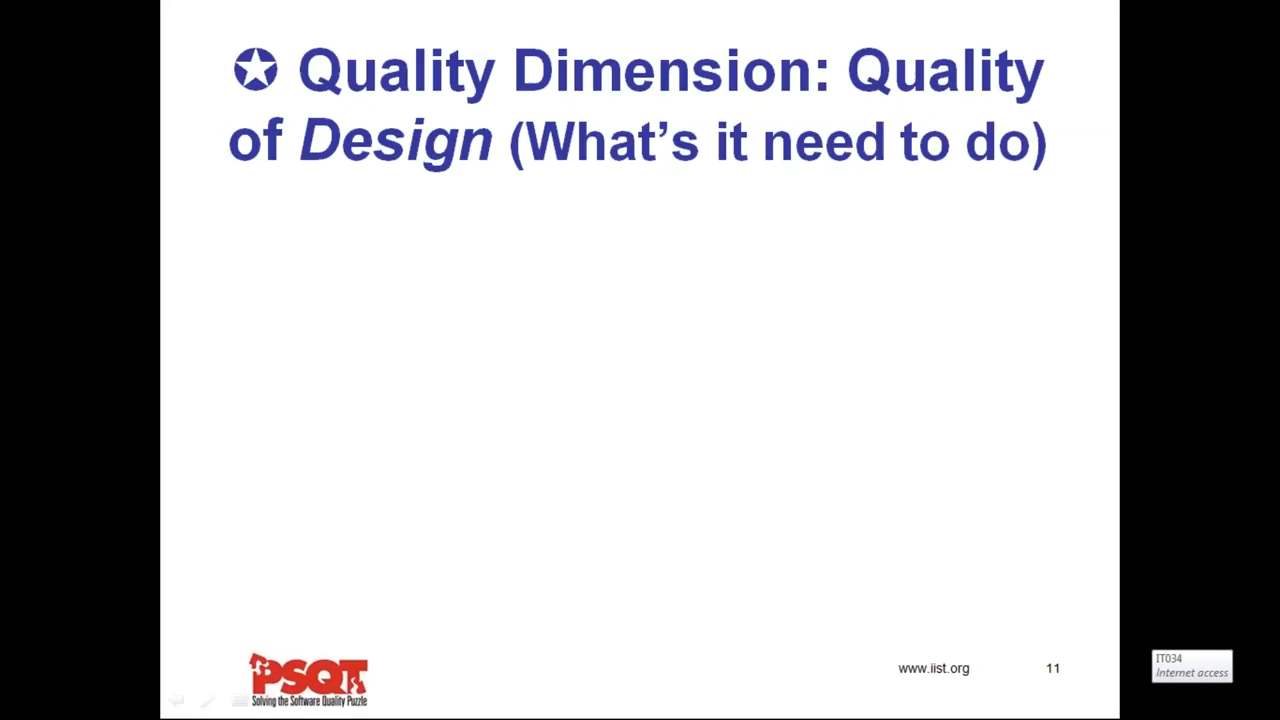 ✪ Quality Dimension: Quality
of Design (What’s it need to do)
PSQT
Solving the Software Quality Puzzle
www.iist.org
11
IT034
Internet access